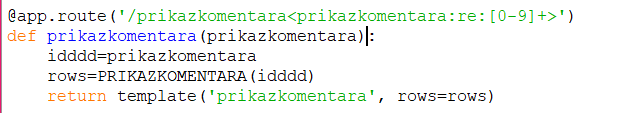 @app.route('/prikazkomentara<prikazkomentara:re:[0-9]+>')
def prikazkomentara(prikazkomentara):
    idddd=prikazkomentara
    rows=PRIKAZKOMENTARA(idddd)
    return template('prikazkomentara', rows=rows)